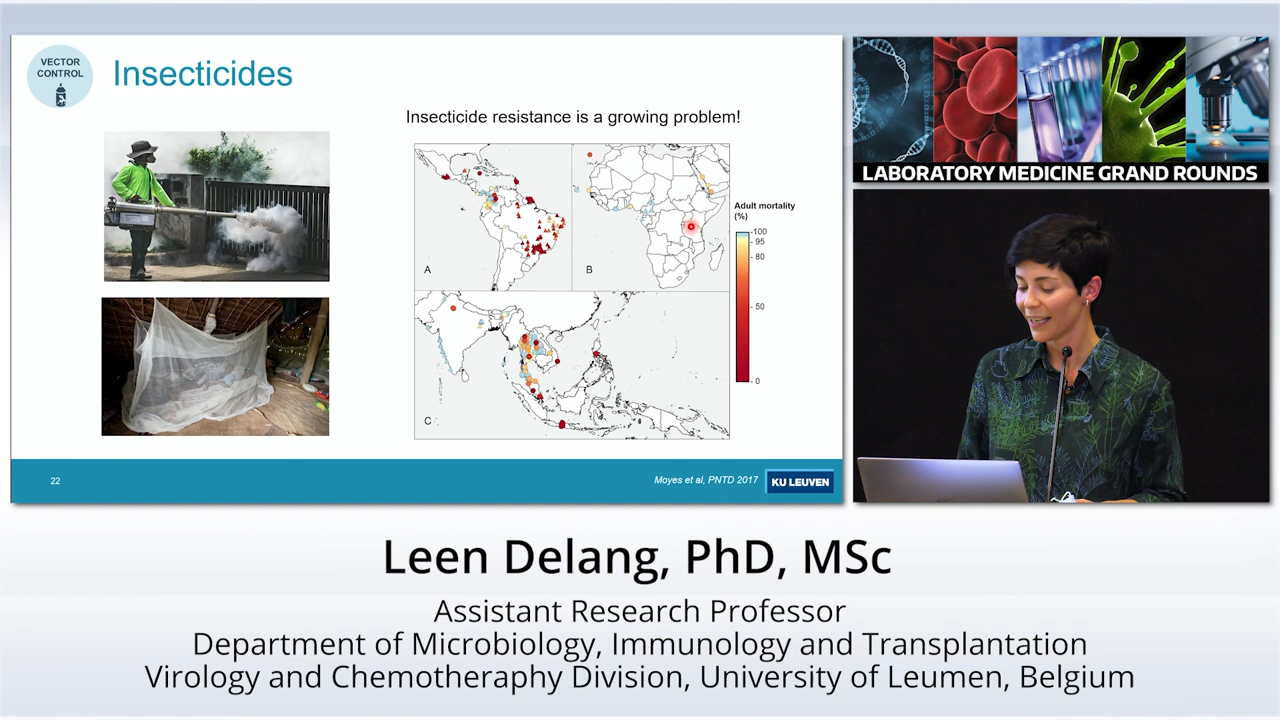 VECTOR
CONTROL
Insecticides
Insecticide resistance is a growing problem!
A
B
C
Adult mortality
(%)
100
95
80
50
0
22
Moyes et al, PNTD 2017
KU LEUVEN
LABORATORY MEDICINE GRAND ROUNDS
Leen Delang, PhD, MSc
Assistant Research Professor
Department of Microbiology, Immunology and Transplantation
Virology and Chemotheraphy Division, University of Leumen, Belgium